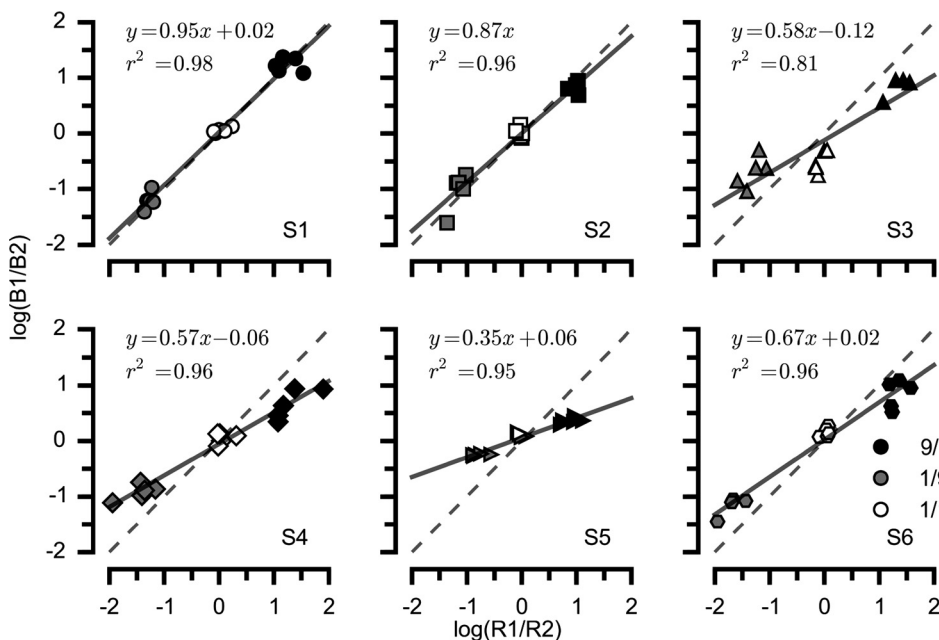 y=0.95x+0.02
r² =0.98
S1
y=0.87x
r² =0.96
S2
y=0.58x−0.12
r² =0.81
S3
2
1
0
-1
-2
log(B1/B2)
y=0.57x−0.06
r² =0.96
S4
y=0.35x+0.06
r² =0.95
S5
y=0.67x+0.02
r² =0.96
S6
9/
1/9
1/
2
1
0
-1
-2
-2 -1 0 1 2
-2 -1 0 1 2
-2 -1 0 1 2
log(R1/R2)